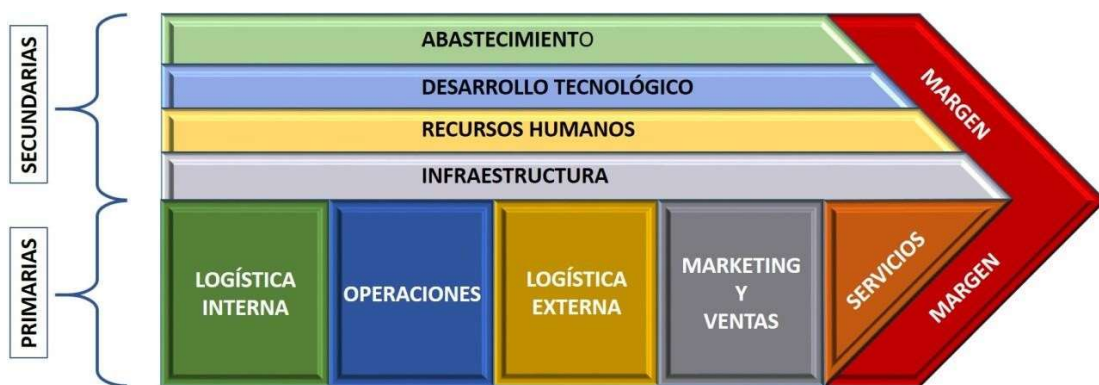 SECUNDARIAS
ABASTECIMIENTO
DESARROLLO TECNOLÓGICO
RECURSOS HUMANOS
INFRAESTRUCTURA
MARGEN
PRIMARIAS
LOGÍSTICA
INTERNA
OPERACIONES
LOGÍSTICA
EXTERNA
MARKETING
Y
VENTAS
SERVICIOS
MARGEN